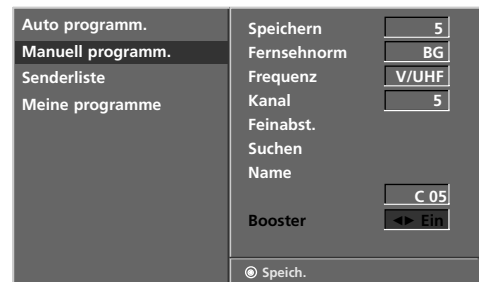 Auto programm.
Manuell programm.
Senderliste
Meine programme
Speichern 5
Fernsehnorm BG
Frequenz V/UHF
Kanal 5
Feinabst.
Suchen
Name
C 05
Booster ◄► Ein
Speich.